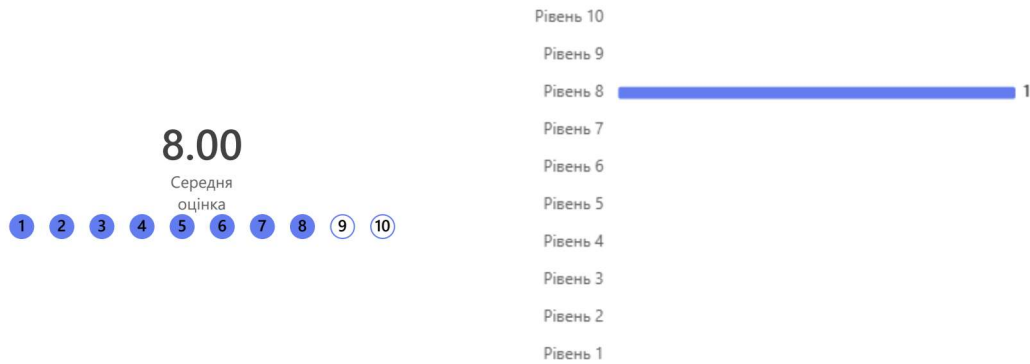 8.00
Середня
оцінка
1 2 3 4 5 6 7 8 9 10
Рівень 10
Рівень 9
Рівень 8 1
Рівень 7
Рівень 6
Рівень 5
Рівень 4
Рівень 3
Рівень 2
Рівень 1